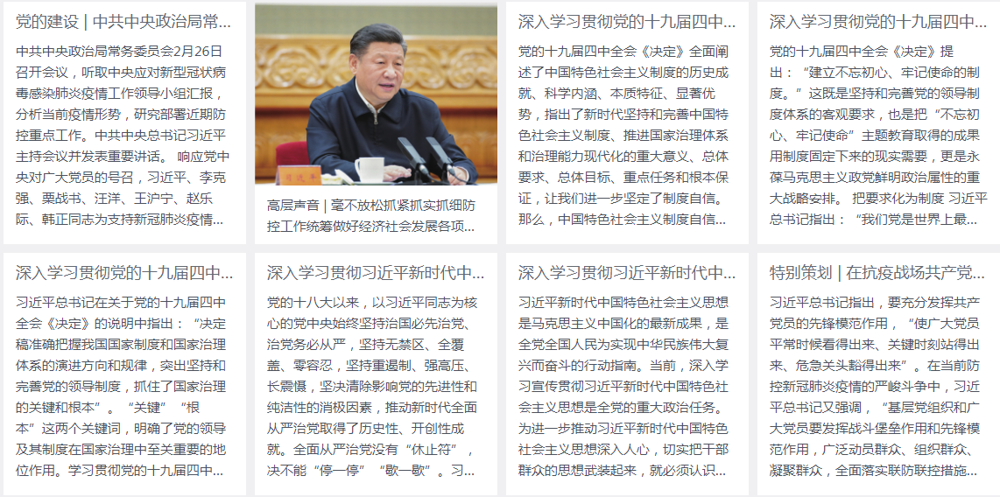 党的建设 | 中共中央政治局常...
中共中央政治局常务委员会2月26日
召开会议，听取中央应对新型冠状病
毒感染肺炎疫情工作领导小组汇报，
分析当前疫情形势，研究部署近期防
控重点工作。中共中央总书记习近平
主持会议并发表重要讲话。 响应党中
央对广大党员的号召，习近平、李克
强、栗战书、汪洋、王沪宁、赵乐
际、韩正同志为支持新冠肺炎疫情...
习近平
高层声音 | 毫不放松抓紧抓实抓细防
控工作统筹做好经济社会发展各项...
深入学习贯彻党的十九届四中...
党的十九届四中全会《决定》全面阐
述了中国特色社会主义制度的历史成
就、科学内涵、本质特征、显著优
势，指出了新时代坚持和完善中国特
色社会主义制度、推进国家治理体系
和治理能力现代化的重大意义、总体
要求、总体目标、重点任务和根本保
证，让我们进一步坚定了制度自信。
那么，中国特色社会主义制度自信...
深入学习贯彻党的十九届四中...
党的十九届四中全会《决定》提
出：“建立不忘初心、牢记使命的制
度。”这既是坚持和完善党的领导制
度体系的客观要求，也是把“不忘初
心、牢记使命”主题教育取得的成果
用制度固定下来的现实需要，更是永
葆马克思主义政党鲜明政治属性的重
大战略安排。 把要求化为制度 习近平
总书记指出：“我们党是世界上最...
深入学习贯彻党的十九届四中...
习近平总书记在关于党的十九届四中
全会《决定》的说明中指出：“决定
稿准确把握我国国家制度和国家治理
体系的演进方向和规律，突出坚持和
完善党的领导制度，抓住了国家治理
的关键和根本”。“关键”“根
本”这两个关键词，明确了党的领导
及其制度在国家治理中至关重要的地
位作用。学习贯彻党的十九届四中...
深入学习贯彻习近平新时代中...
党的十八大以来，以习近平同志为核
心的党中央始终坚持治国必先治党、
治党务必从严，坚持无禁区、全覆
盖、零容忍，坚持重遏制、强高压、
长震慑，坚决清除影响党的先进性和
纯洁性的消极因素，推动新时代全面
从严治党取得了历史性、开创性成
就。全面从严治党没有“休止符”，
决不能“停一停”“歇一歇”。习...
深入学习贯彻习近平新时代中...
习近平新时代中国特色社会主义思想
是马克思主义中国化的最新成果，是
全党全国人民为实现中华民族伟大复
兴而奋斗的行动指南。当前，深入学
习宣传贯彻习近平新时代中国特色社
会主义思想是全党的重大政治任务。
为进一步推动习近平新时代中国特色
社会主义思想深入人心，切实把干部
群众的思想武装起来，就必须认识...
特别策划 | 在抗疫战场共产党...
习近平总书记指出，要充分发挥共产
党员的先锋模范作用，“使广大党员
平常时候看得出来、关键时刻站得出
来、危急关头豁得出来”。在当前防
控新冠肺炎疫情的严峻斗争中，习近
平总书记又强调，“基层党组织和广
大党员要发挥战斗堡垒作用和先锋模
范作用，广泛动员群众、组织群众、
凝聚群众，全面落实联防联控措施...